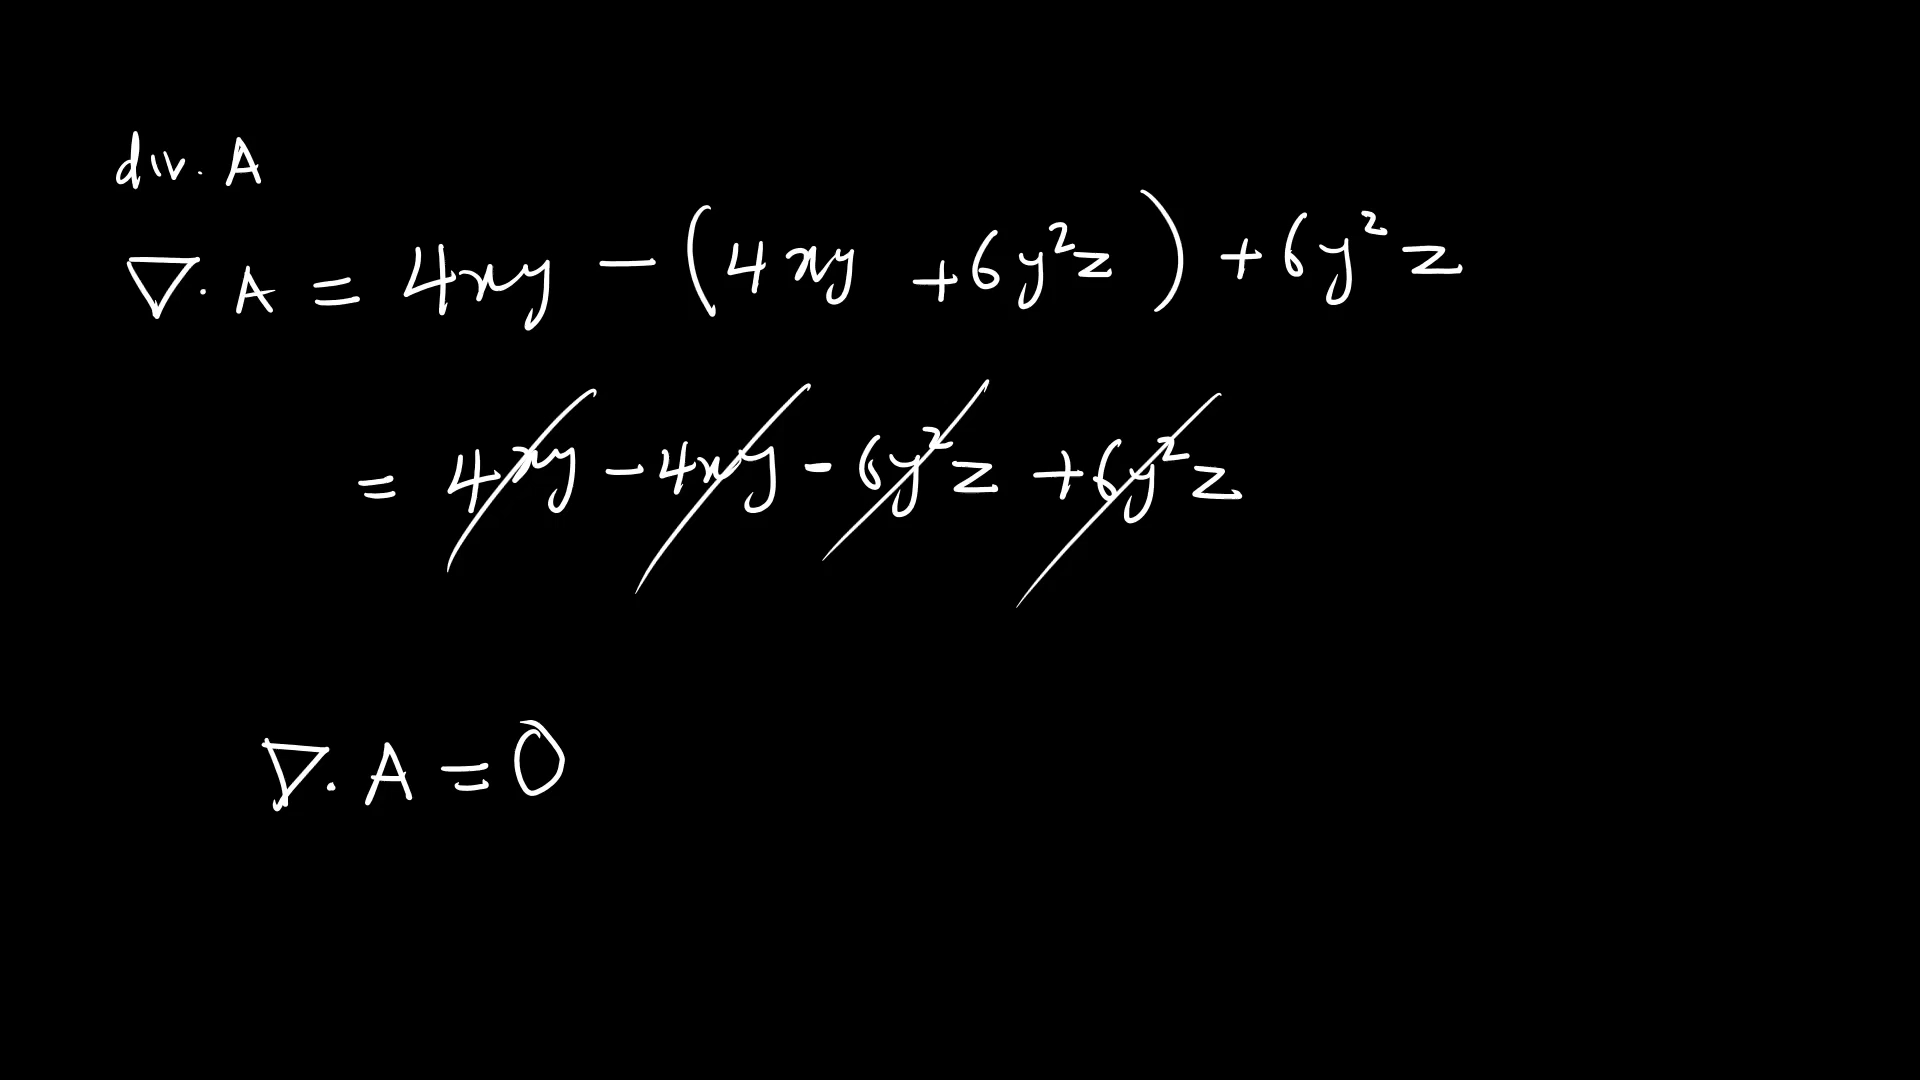 div. A
∇. A = 4xy - (4xy + 6y²z) + 6y²z
= 4xy - 4xy - 6y²z + 6y²z
∇. A = 0